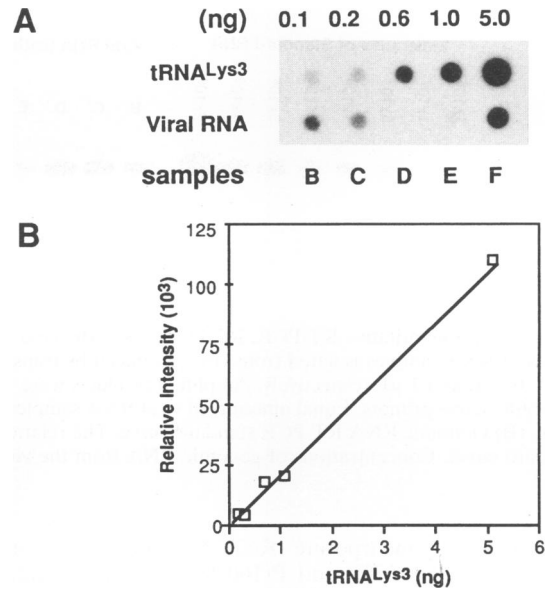 A
(ng) 0.1 0.2 0.6 1.0 5.0
tRNALys3
Viral RNA
samples B C D E F
B
Relative Intensity (10³)
125
100
75
50
25
0
0 1 2 3 4 5 6
tRNALys3 (ng)